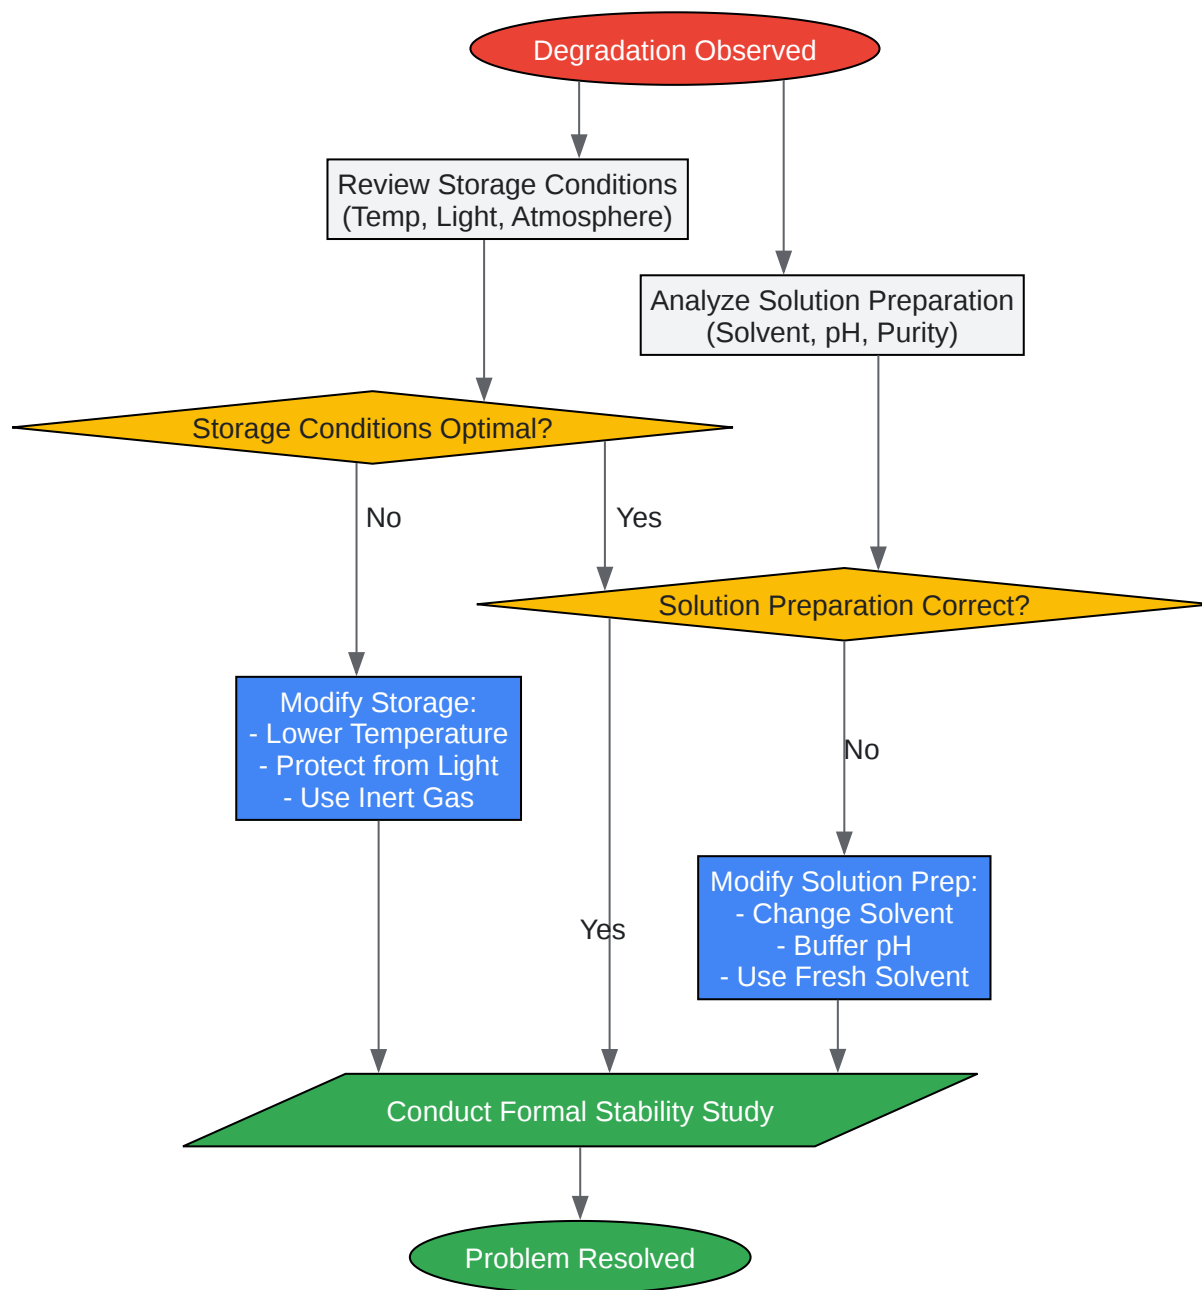 Degradation Observed
Review Storage Conditions
(Temp, Light, Atmosphere)
Analyze Solution Preparation
(Solvent, pH, Purity)
Storage Conditions Optimal?
No
Yes
Solution Preparation Correct?
Modify Storage:
- Lower Temperature
- Protect from Light
- Use Inert Gas
No
Modify Solution Prep:
- Change Solvent
- Buffer pH
- Use Fresh Solvent
Yes
Conduct Formal Stability Study
Problem Resolved